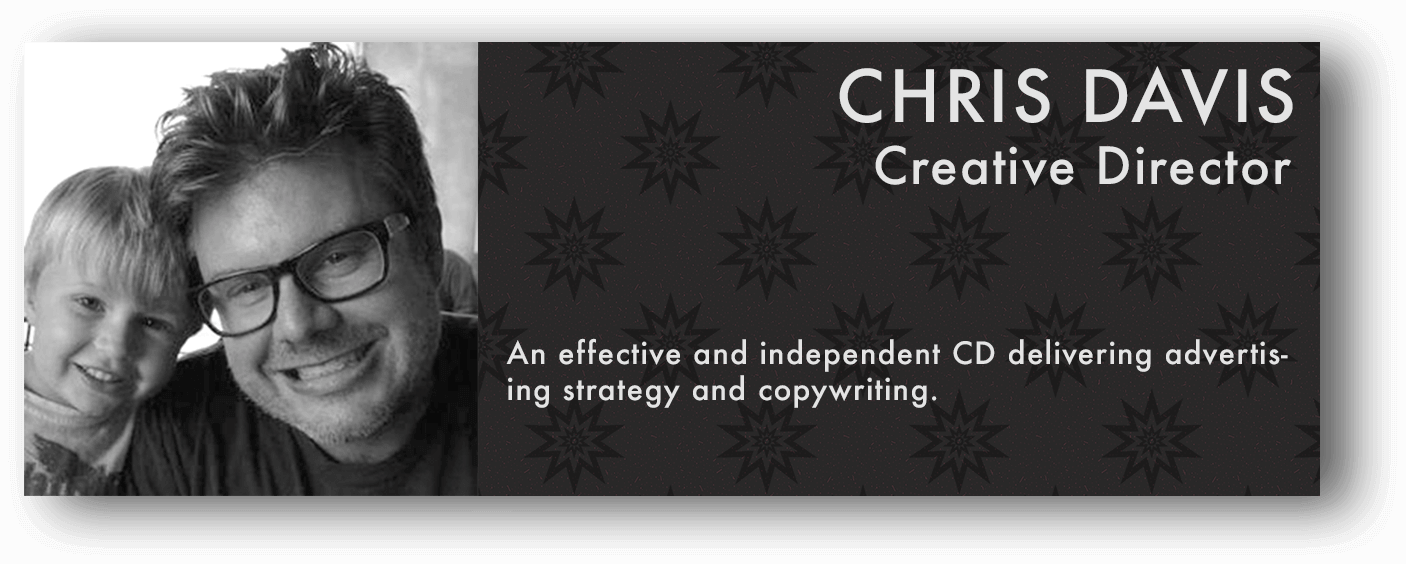 CHRIS DAVIS
Creative Director
An effective and independent CD delivering advertis-
ing strategy and copywriting.